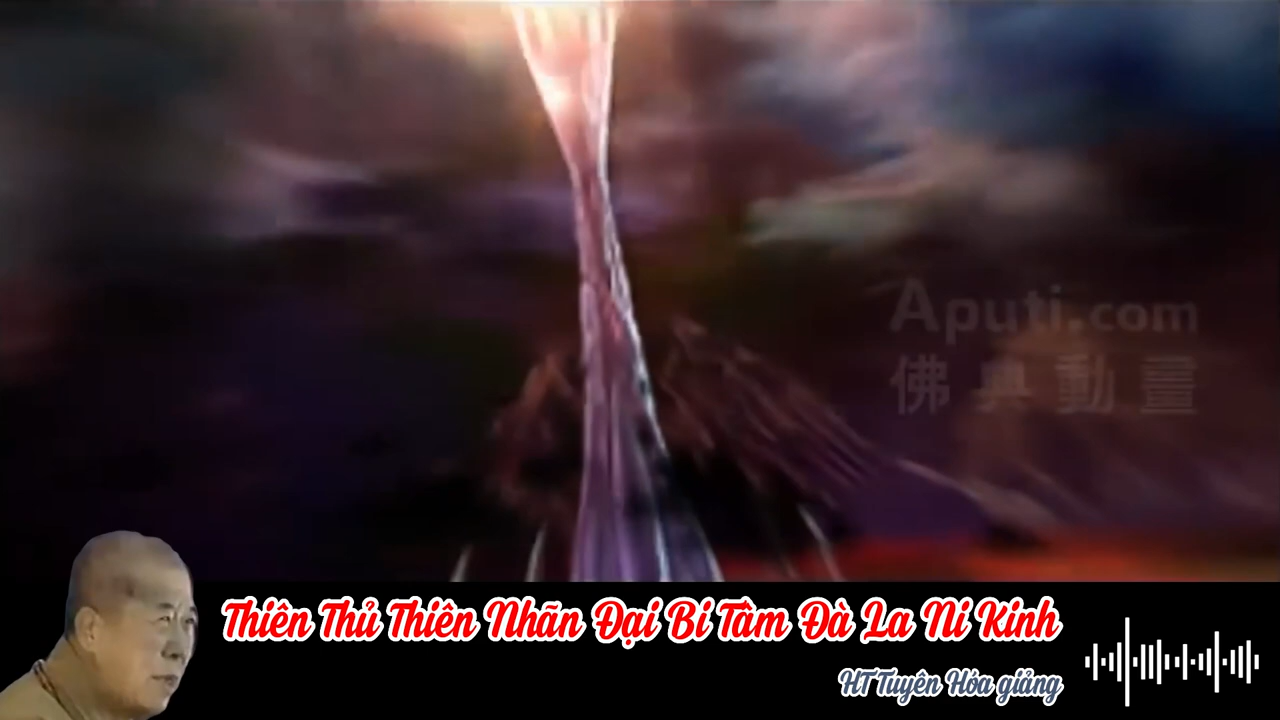 Aputi.com
佛典動畫
Thiên Thủ Thiên Nhãn Đại Bi Tâm Đà La Ni Kinh
HT Tuyên Hóa giảng